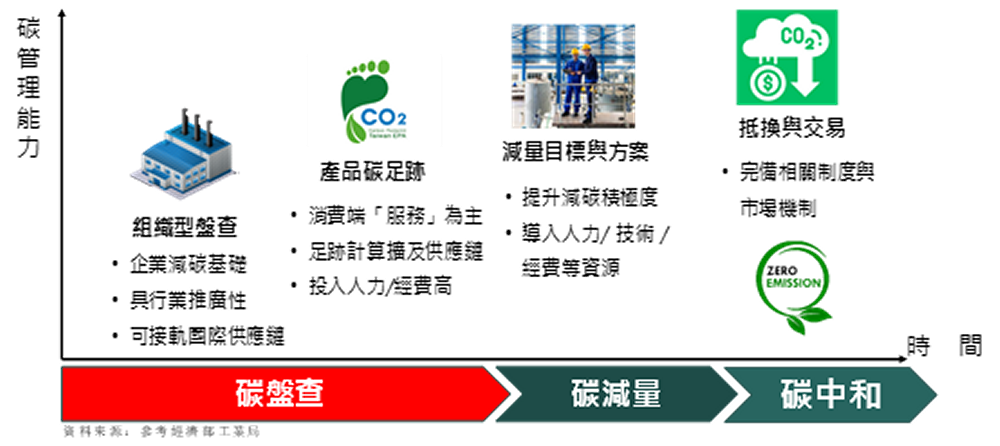 碳管理能力
CO₂
$
抵換與交易
• 完備相關制度與
市場機制
ZERO
EMISSION
減量目標與方案
• 提升減碳積極度
• 導入人力/ 技術 /
經費等資源
CO₂
Taiwan EPA
產品碳足跡
• 消費端「服務」為主
• 足跡計算擴及供應鏈
• 投入人力/經費高
組織型盤查
• 企業減碳基礎
• 具行業推廣性
• 可接軌國際供應鏈
時 間
碳盤查
碳減量
碳中和
資料來源：參考經濟部工業局